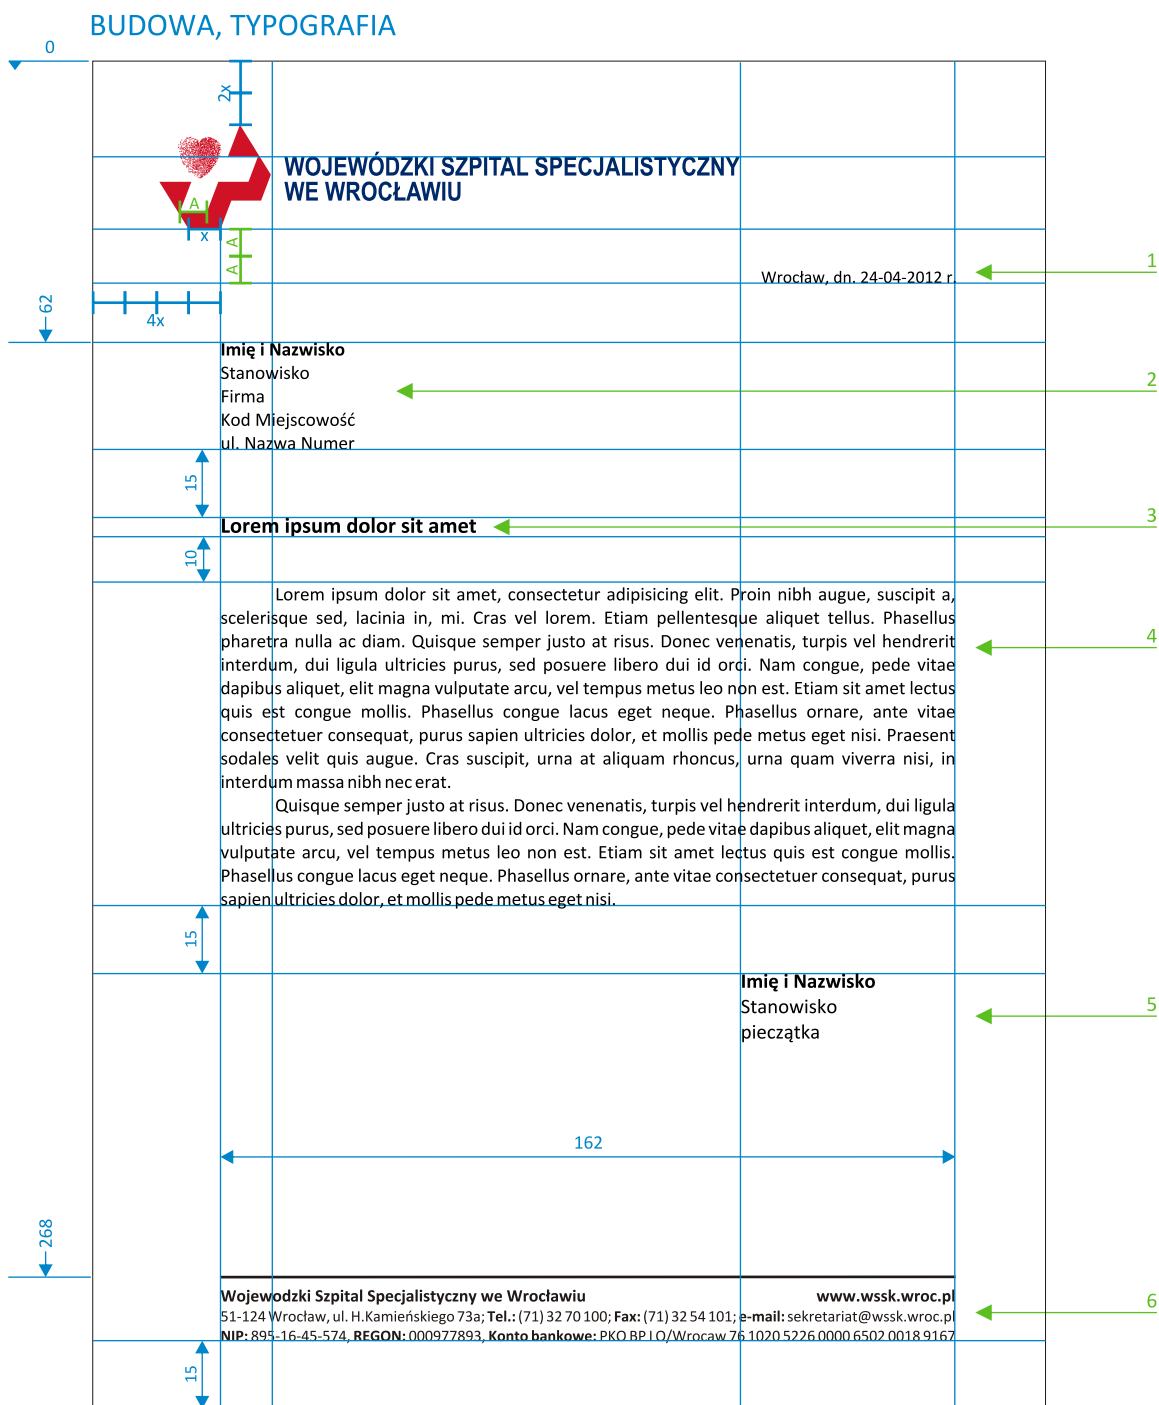 BUDOWA, TYPOGRAFIA
0
2x
WOJEWÓDZKI SZPITAL SPECJALISTYCZNY
WE WROCŁAWIU
A
x
A
A
Wrocław, dn. 24-04-2012 r.
1
62
4x
Imię i Nazwisko
Stanowisko
2
Firma
Kod Miejscowość
ul. Nazwa Numer
15
3
Lorem ipsum dolor sit amet
10
Lorem ipsum dolor sit amet, consectetur adipisicing elit. Proin nibh augue, suscipit a,
scelerisque sed, lacinia in, mi. Cras vel lorem. Etiam pellentesque aliquet tellus. Phasellus
4
pharetra nulla ac diam. Quisque semper justo at risus. Donec venenatis, turpis vel hendrerit
interdum, dui ligula ultricies purus, sed posuere libero dui id orci. Nam congue, pede vitae
dapibus aliquet, elit magna vulputate arcu, vel tempus metus leo non est. Etiam sit amet lectus
quis est congue mollis. Phasellus congue lacus eget neque. Phasellus ornare, ante vitae
consectetuer consequat, purus sapien ultricies dolor, et mollis pede metus eget nisi. Praesent
sodales velit quis augue. Cras suscipit, urna at aliquam rhoncus, urna quam viverra nisi, in
interdum massa nibh nec erat.
Quisque semper justo at risus. Donec venenatis, turpis vel hendrerit interdum, dui ligula
ultricies purus, sed posuere libero dui id orci. Nam congue, pede vitae dapibus aliquet, elit magna
vulputate arcu, vel tempus metus leo non est. Etiam sit amet lectus quis est congue mollis.
Phasellus congue lacus eget neque. Phasellus ornare, ante vitae consectetuer consequat, purus
sapien ultricies dolor, et mollis pede metus eget nisi.
15
Imię i Nazwisko
Stanowisko
5
pieczątka
162
268
Wojewodzki Szpital Specjalistyczny we Wrocławiu www.wssk.wroc.pl
6
51-124 Wrocław, ul. H.Kamieńskiego 73a; Tel.: (71) 32 70 100; Fax: (71) 32 54 101; e-mail: sekretariat@wssk.wroc.pl
NIP: 895-16-45-574, REGON: 000977893, Konto bankowe: PKO BP I O/Wrocaw 76 1020 5226 0000 6502 0018 9167
15